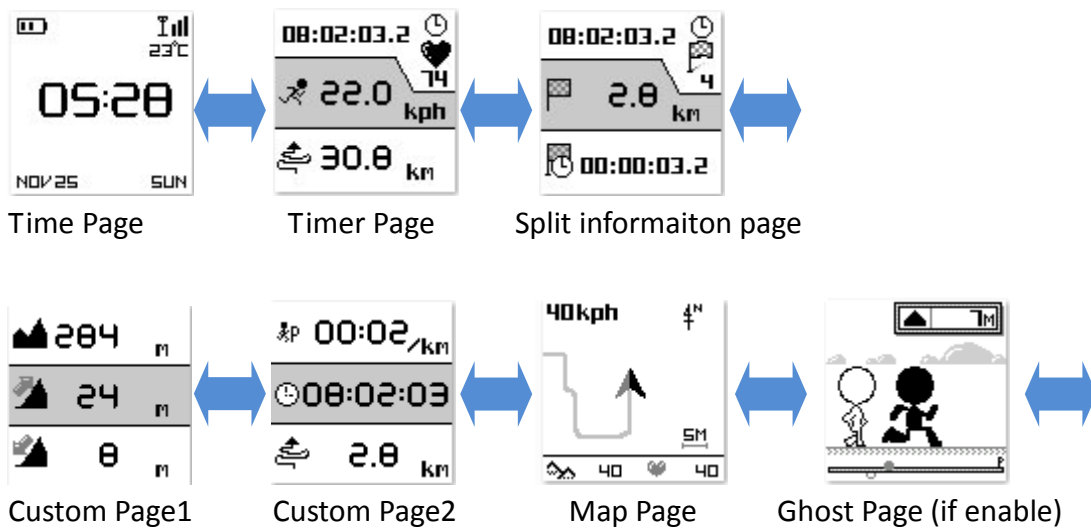 23℃
05:28
NOV 25 SUN
Time Page
08:02:03.2
74
22.0 kph
30.8 km
Timer Page
08:02:03.2
4
2.8 km
00:00:03.2
Split informaiton page
284 M
24 M
8 M
Custom Page1
P 00:02/km
08:02:03
2.8 km
Custom Page2
40kph N
5M
40 40
Map Page
7M
P
Ghost Page (if enable)